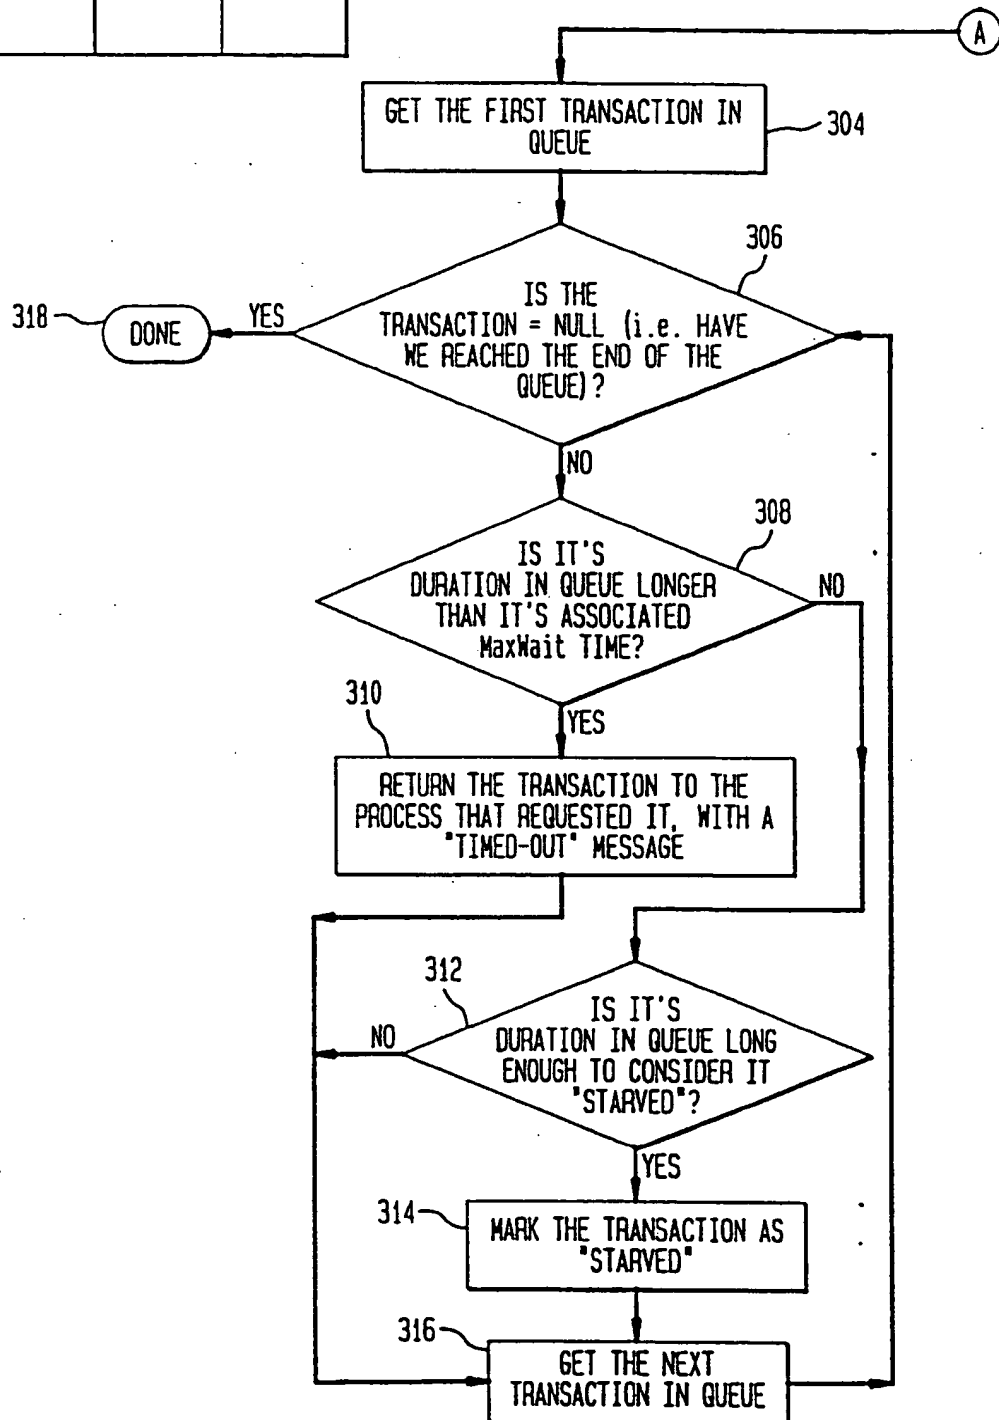 A
GET THE FIRST TRANSACTION IN
QUEUE
304
306
IS THE
TRANSACTION = NULL (i.e. HAVE
WE REACHED THE END OF THE
QUEUE)?
YES
318
DONE
NO
308
IS IT'S
DURATION IN QUEUE LONGER
THAN IT'S ASSOCIATED
MaxWait TIME?
NO
YES
310
RETURN THE TRANSACTION TO THE
PROCESS THAT REQUESTED IT, WITH A
"TIMED-OUT" MESSAGE
312
IS IT'S
DURATION IN QUEUE LONG
ENOUGH TO CONSIDER IT
"STARVED"?
NO
YES
314
MARK THE TRANSACTION AS
"STARVED"
316
GET THE NEXT
TRANSACTION IN QUEUE